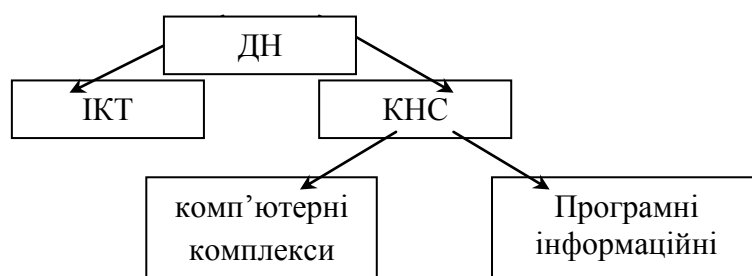 ДН
ІКТ
КНС
комп’ютерні
комплекси
Програмні
інформаційні